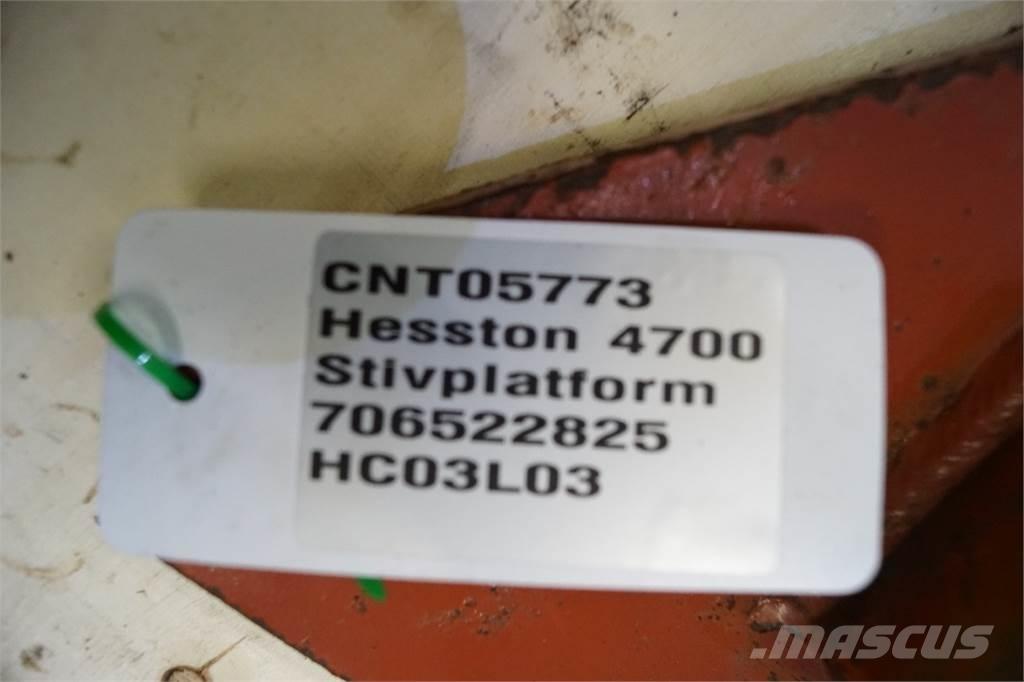 CNT05773
Hesston 4700
Stivplatform
706522825
HC03L03
.MASCUS